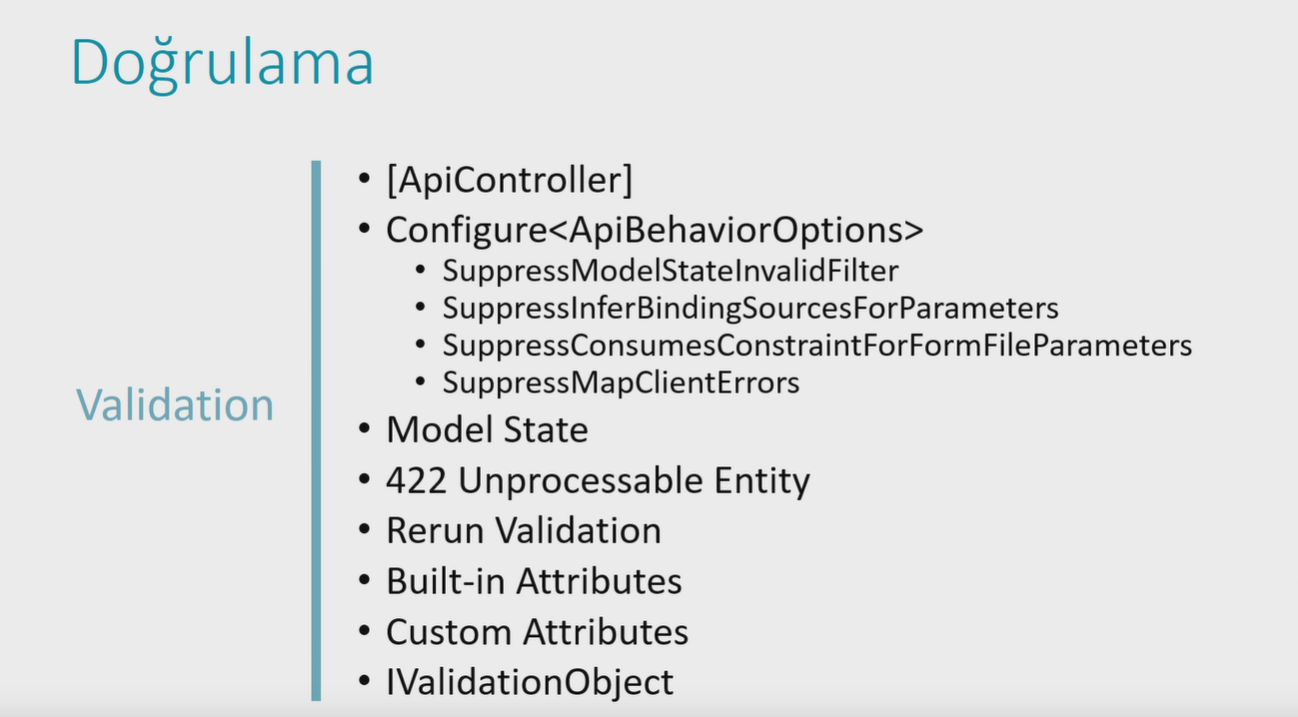 Doğrulama
Validation
• [ApiController]
• Configure<ApiBehaviorOptions>
• SuppressModelStateInvalidFilter
• SuppressInferBindingSourcesForParameters
• SuppressConsumesConstraintForFormFileParameters
• SuppressMapClientErrors
• Model State
• 422 Unprocessable Entity
• Rerun Validation
• Built-in Attributes
• Custom Attributes
• IValidationObject